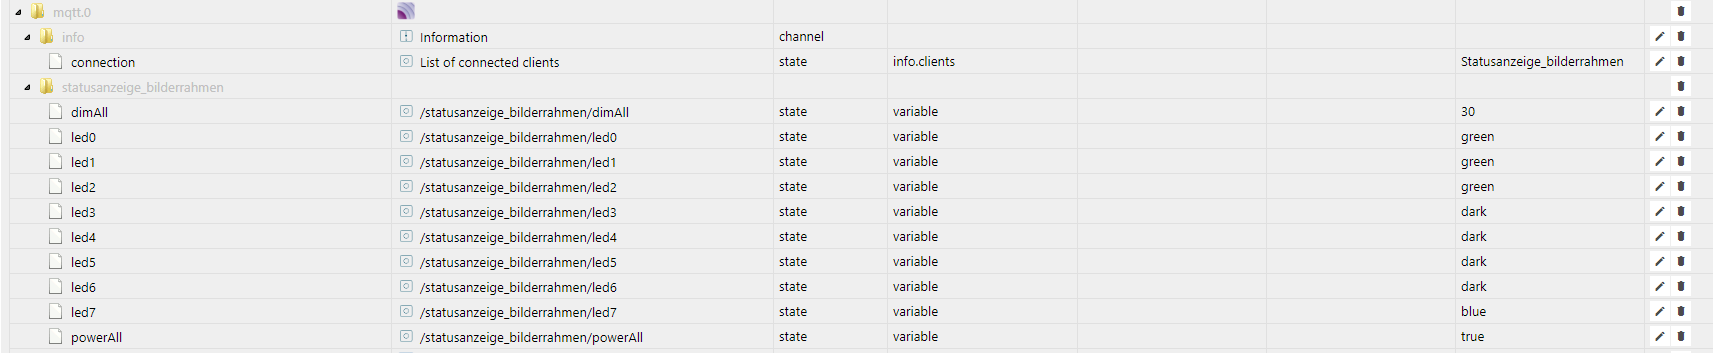 mqtt.0
info Information channel
connection List of connected clients state info.clients Statusanzeige_bilderrahmen
statusanzeige_bilderrahmen
dimAll /statusanzeige_bilderrahmen/dimAll state variable 30
led0 /statusanzeige_bilderrahmen/led0 state variable green
led1 /statusanzeige_bilderrahmen/led1 state variable green
led2 /statusanzeige_bilderrahmen/led2 state variable green
led3 /statusanzeige_bilderrahmen/led3 state variable dark
led4 /statusanzeige_bilderrahmen/led4 state variable dark
led5 /statusanzeige_bilderrahmen/led5 state variable dark
led6 /statusanzeige_bilderrahmen/led6 state variable dark
led7 /statusanzeige_bilderrahmen/led7 state variable blue
powerAll /statusanzeige_bilderrahmen/powerAll state variable true